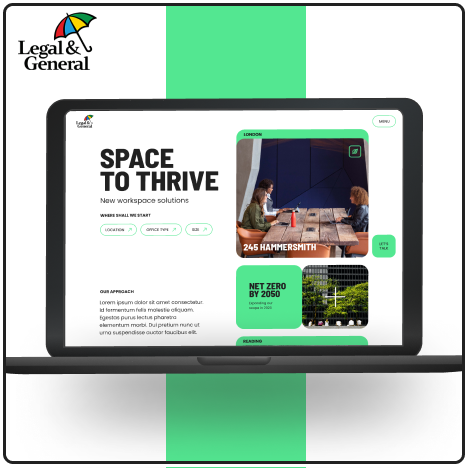 Legal &
General
Legal &
General
MENU
SPACE
TO THRIVE
New workspace solutions
WHERE SHALL WE START
LOCATION
OFFICE TYPE
SIZE
LONDON
245 HAMMERSMITH
LET'S
TALK
NET ZERO
BY 2050
OUR APPROACH
Lorem ipsum dolor sit amet consectetur.
Id fermentum felis molestie aliquam.
Egestas purus lectus pharetra
elementum morbi. Dui pretium nunc ut
urna suspendisse auctor faucibus elit.
READING